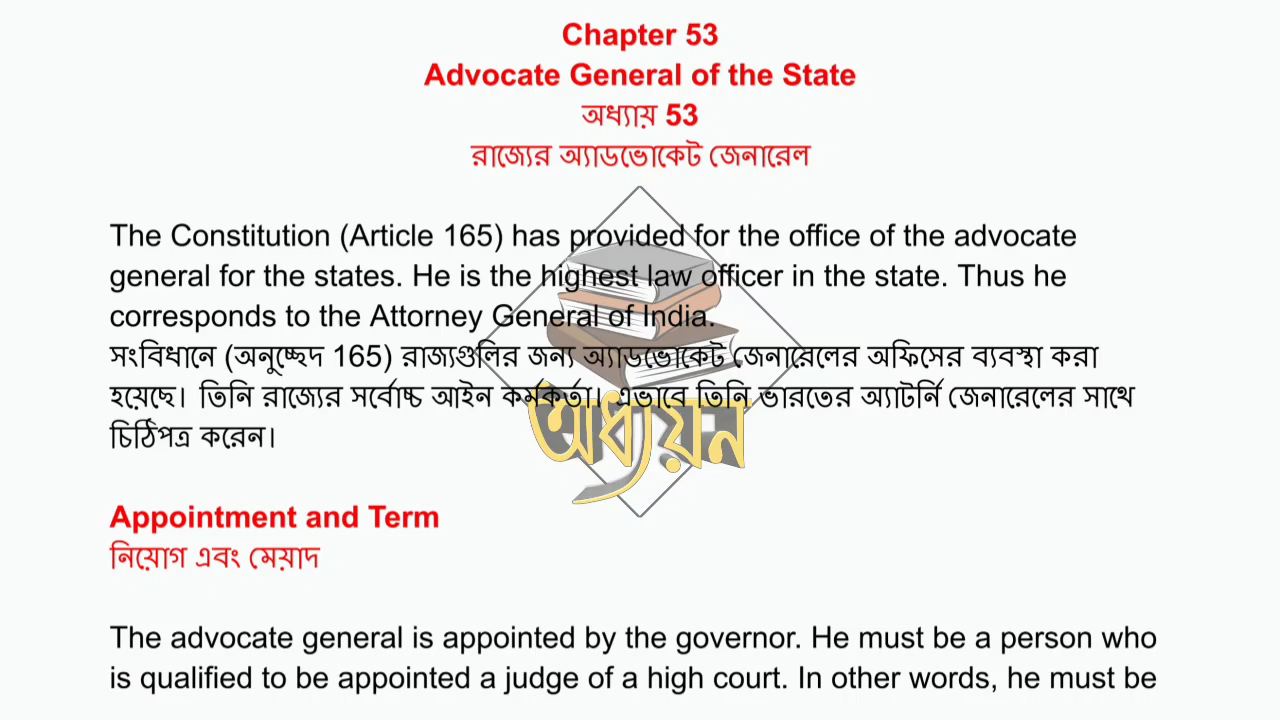 Chapter 53
Advocate General of the State
অধ্যায় 53
রাজ্যের অ্যাডভোকেট জেনারেল
The Constitution (Article 165) has provided for the office of the advocate
general for the states. He is the highest law officer in the state. Thus he
corresponds to the Attorney General of India.
সংবিধানে (অনুচ্ছেদ 165) রাজ্যগুলির জন্য অ্যাডভোকেট জেনারেলের অফিসের ব্যবস্থা করা
হয়েছে। তিনি রাজ্যের সর্বোচ্চ আইন কর্মকর্তা। এভাবে তিনি ভারতের অ্যাটর্নি জেনারেলের সাথে
চিঠিপত্র করেন।
অধ্যয়ন
Appointment and Term
নিয়োগ এবং মেয়াদ
The advocate general is appointed by the governor. He must be a person who
is qualified to be appointed a judge of a high court. In other words, he must be